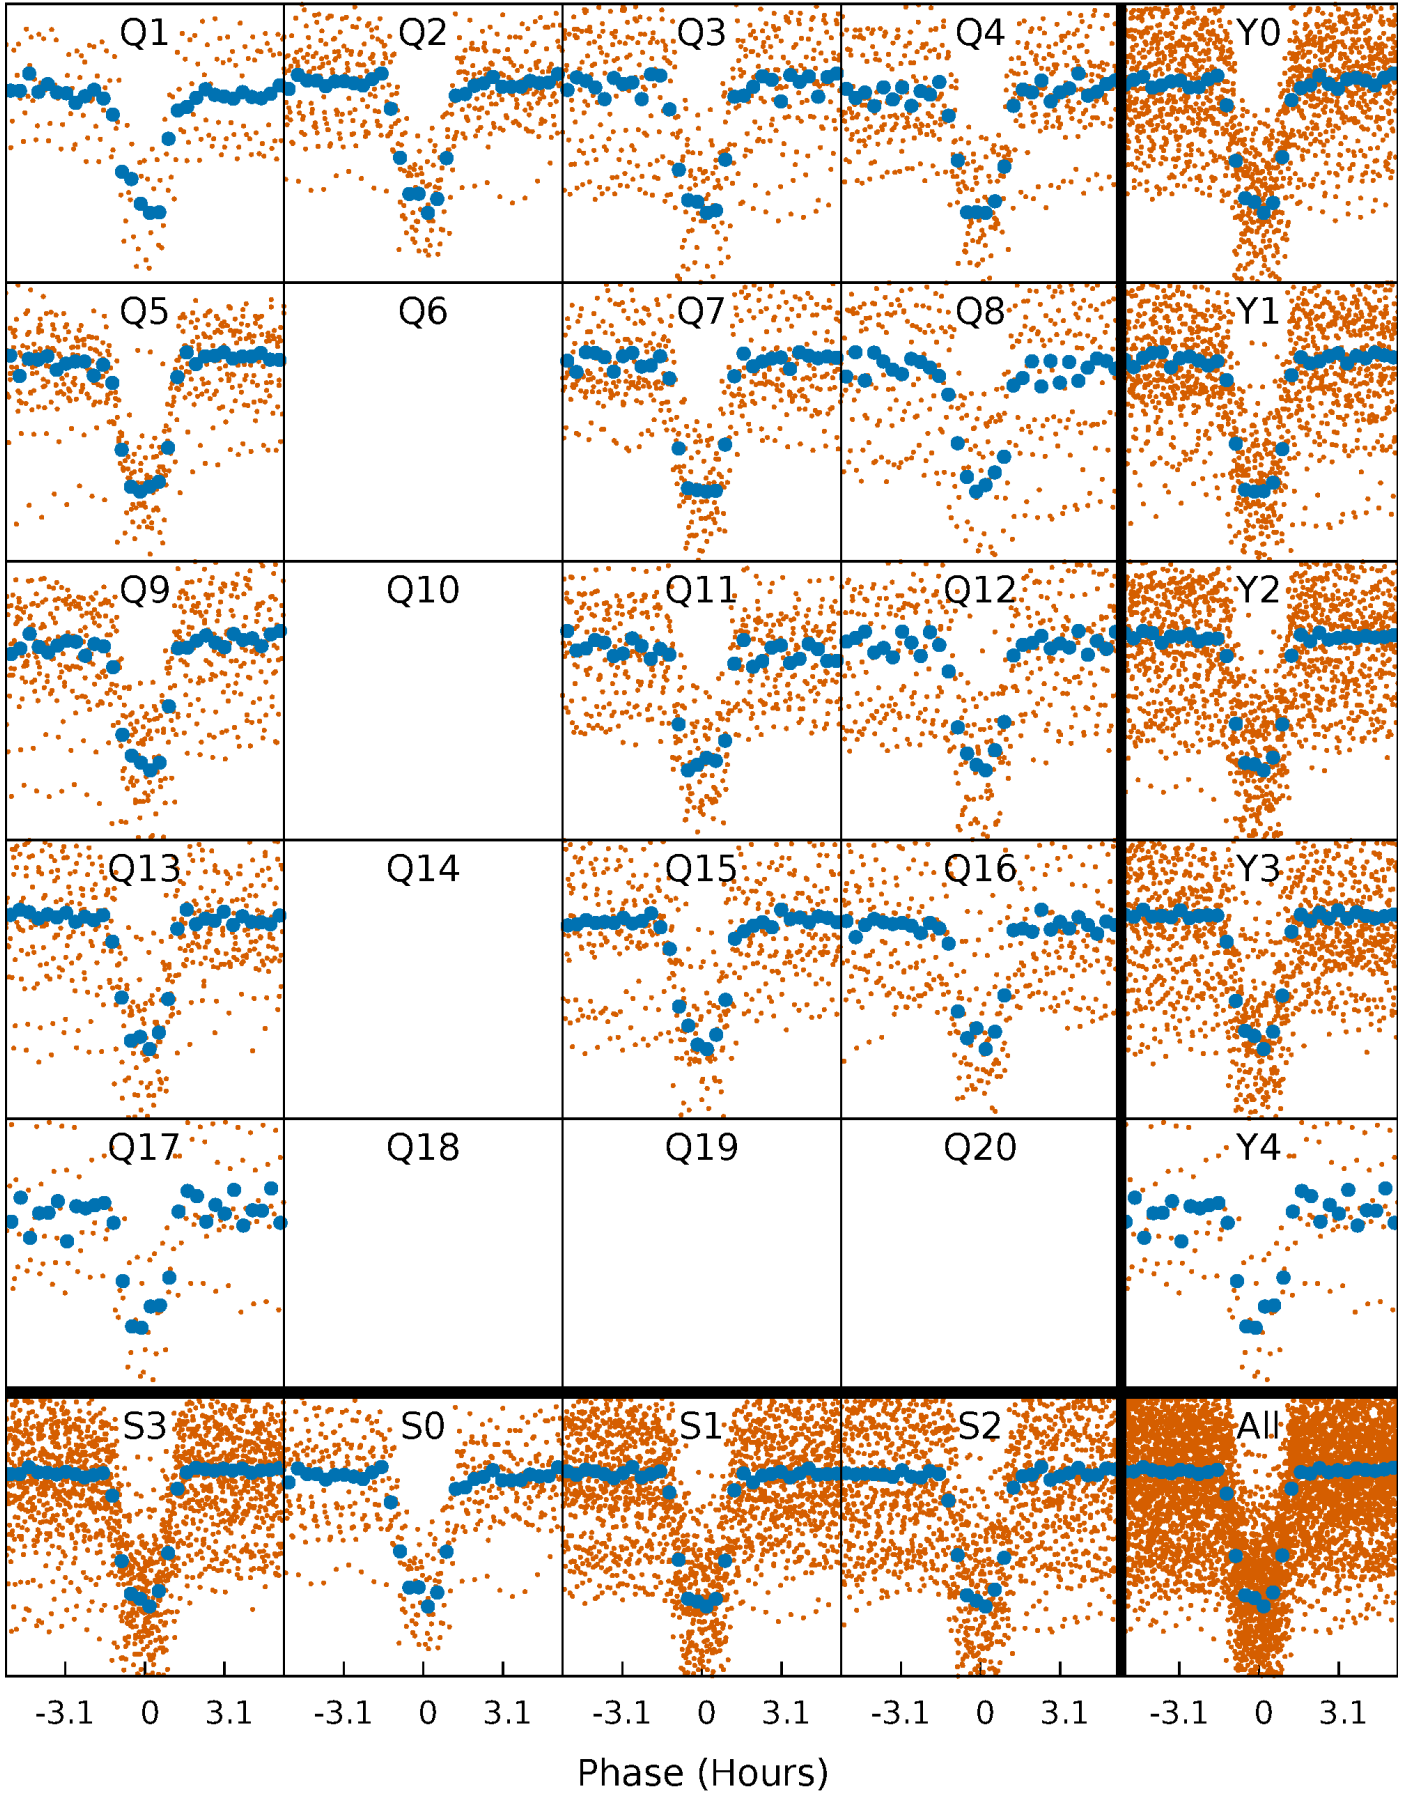 Q1 Q2 Q3 Q4 Y0
Q5 Q6 Q7 Q8 Y1
Q9 Q10 Q11 Q12 Y2
Q13 Q14 Q15 Q16 Y3
Q17 Q18 Q19 Q20 Y4
S3 S0 S1 S2 All
-3.1 0 3.1 -3.1 0 3.1 -3.1 0 3.1 -3.1 0 3.1 -3.1 0 3.1
Phase (Hours)